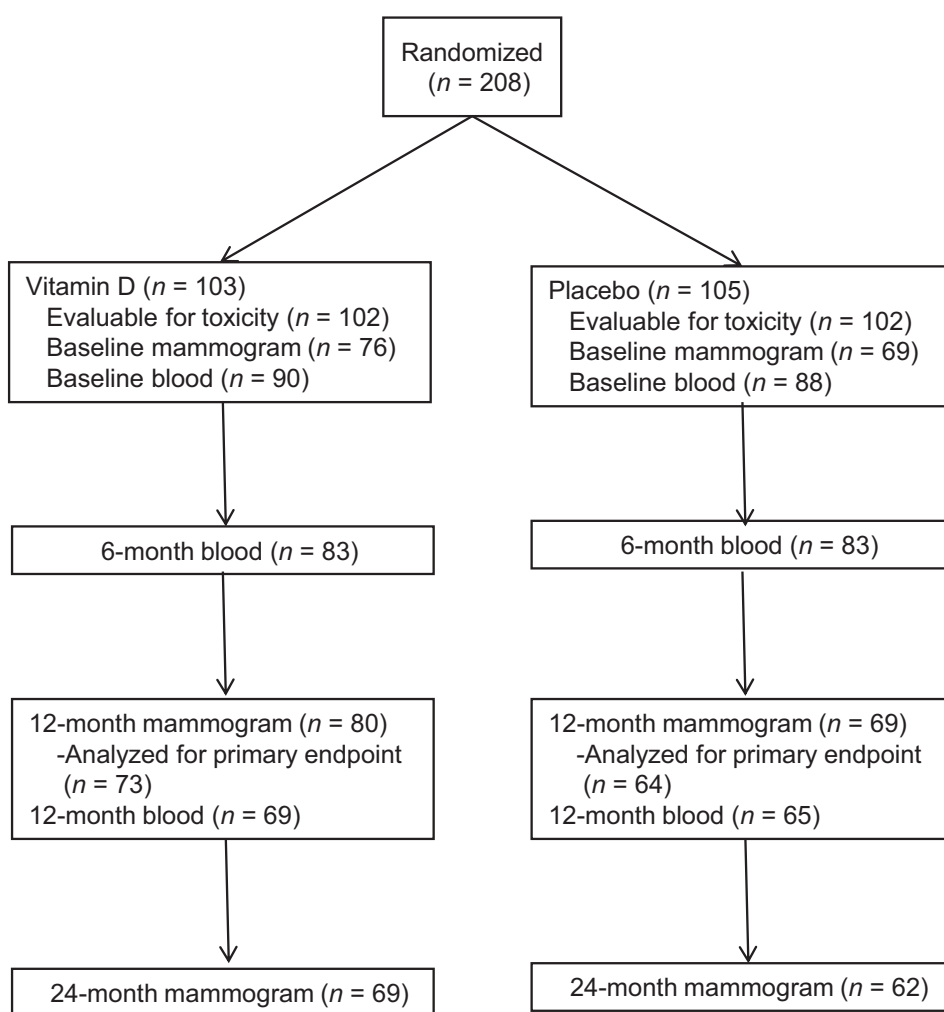 Randomized
(n = 208)
Vitamin D (n = 103)
Evaluable for toxicity (n = 102)
Baseline mammogram (n = 76)
Baseline blood (n = 90)
Placebo (n = 105)
Evaluable for toxicity (n = 102)
Baseline mammogram (n = 69)
Baseline blood (n = 88)
6-month blood (n = 83)
6-month blood (n = 83)
12-month mammogram (n = 80)
-Analyzed for primary endpoint
(n = 73)
12-month blood (n = 69)
12-month mammogram (n = 69)
-Analyzed for primary endpoint
(n = 64)
12-month blood (n = 65)
24-month mammogram (n = 69)
24-month mammogram (n = 62)